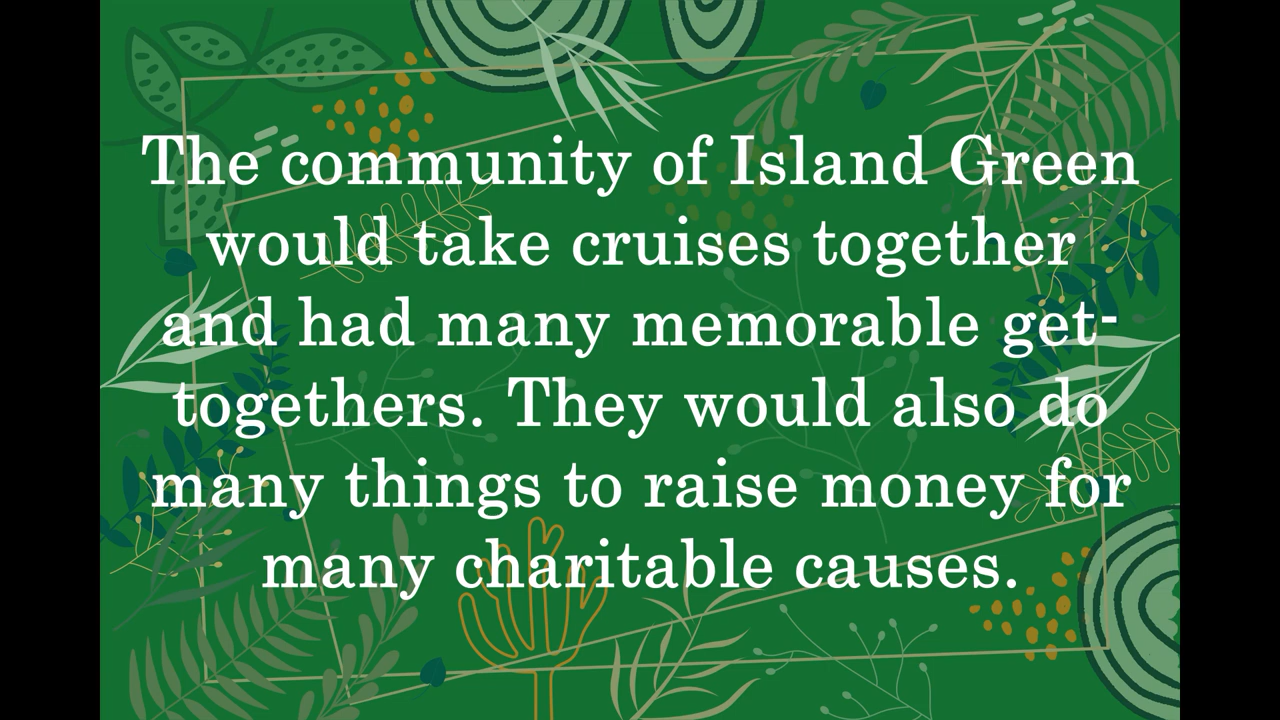 The community of Island Green
would take cruises together
and had many memorable get-
togethers. They would also do
many things to raise money for
many charitable causes.